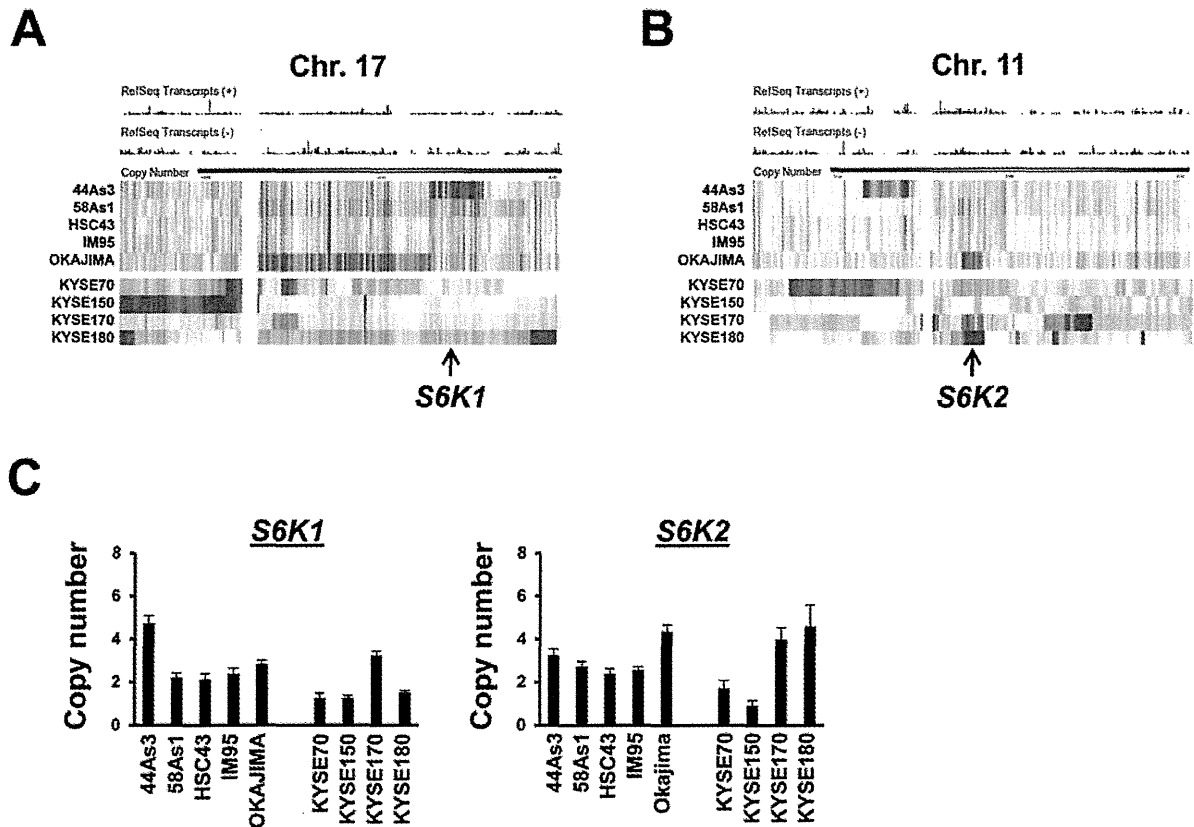 A
Chr. 17
RefSeq Transcripts (+)
RefSeq Transcripts (-)
Copy Number
44As3
58As1
HSC43
IM95
OKAJIMA
KYSE70
KYSE150
KYSE170
KYSE180
S6K1
B
Chr. 11
RefSeq Transcripts (+)
RefSeq Transcripts (-)
Copy Number
44As3
58As1
HSC43
IM95
OKAJIMA
KYSE70
KYSE150
KYSE170
KYSE180
S6K2
C
S6K1
Copy number
8
6
4
2
0
44As3
58As1
HSC43
IM95
OKAJIMA
KYSE70
KYSE150
KYSE170
KYSE180
S6K2
Copy number
8
6
4
2
0
44As3
58As1
HSC43
IM95
Okajima
KYSE70
KYSE150
KYSE170
KYSE180